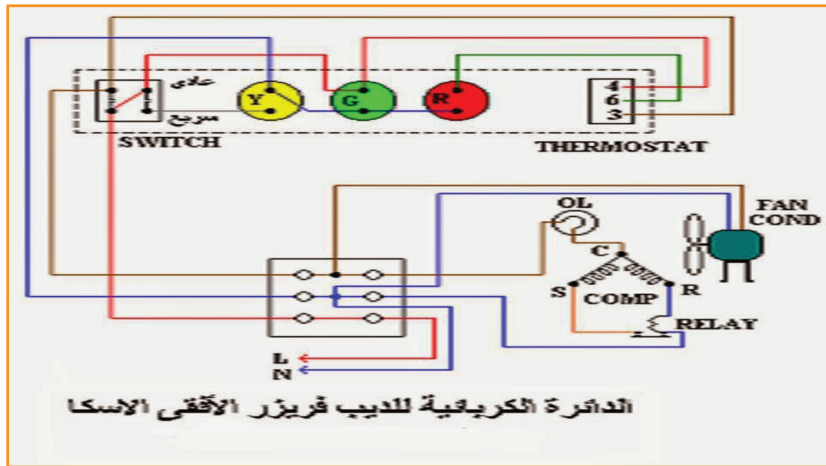 عادى
Y
G
R
4
6
3
سريع
SWITCH
THERMOSTAT
OL
FAN
COND
C
S
COMP
R
RELAY
L
N
الدائرة الكربائية للديب فريزر الأفقى الاسكا